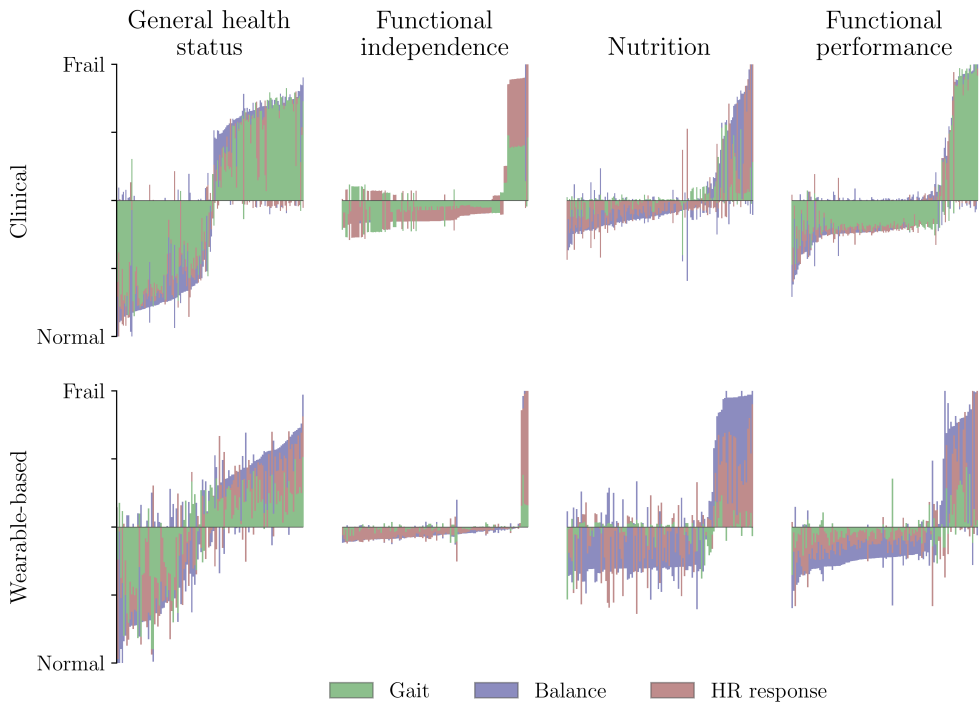 General health
status
Functional
independence
Nutrition
Functional
performance
Frail
Clinical
Normal
Frail
Wearable-based
Normal
Gait
Balance
HR response